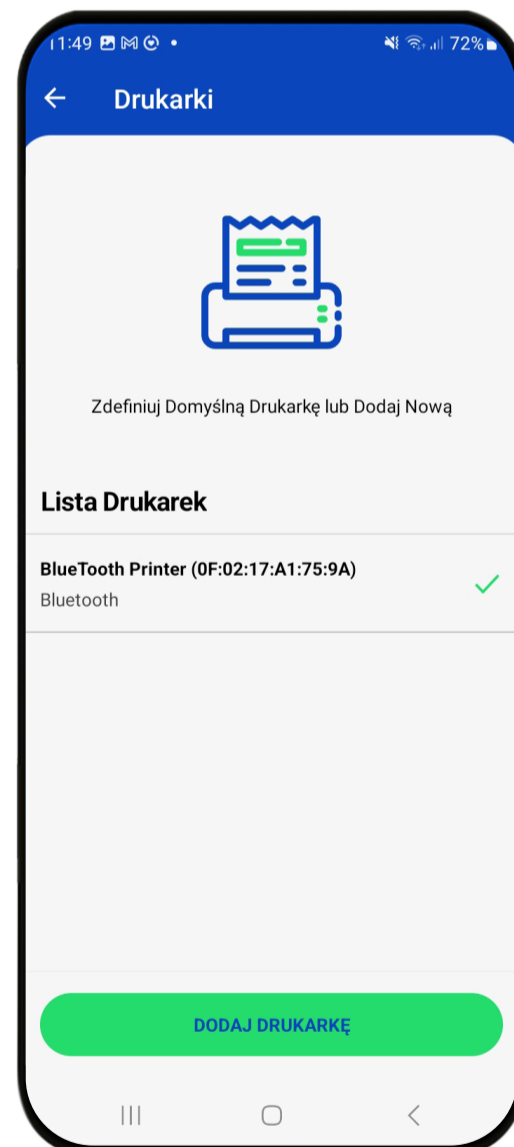 11:49
72%
Drukarki
Zdefiniuj Domyślną Drukarkę lub Dodaj Nową
Lista Drukarek
BlueTooth Printer (0F:02:17:A1:75:9A)
Bluetooth
DODAJ DRUKARKĘ